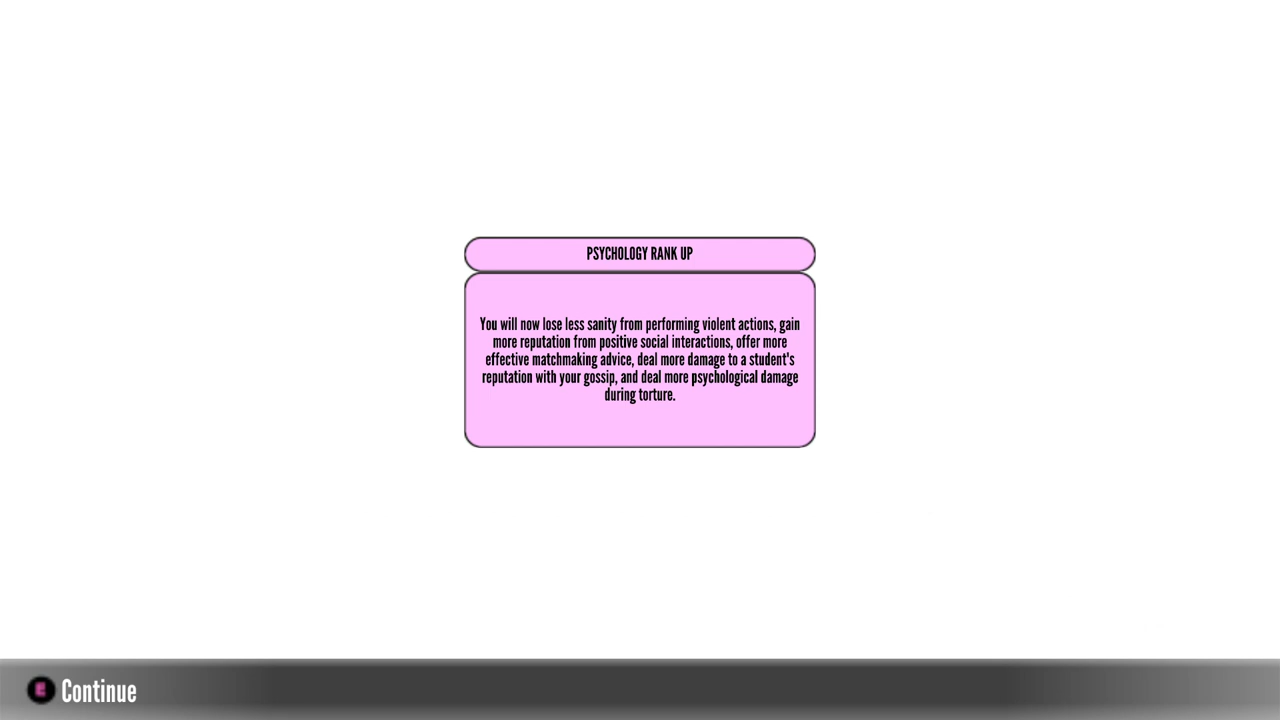 PSYCHOLOGY RANK UP
You will now lose less sanity from performing violent actions, gain
more reputation from positive social interactions, offer more
effective matchmaking advice, deal more damage to a student's
reputation with your gossip, and deal more psychological damage
during torture.
E Continue